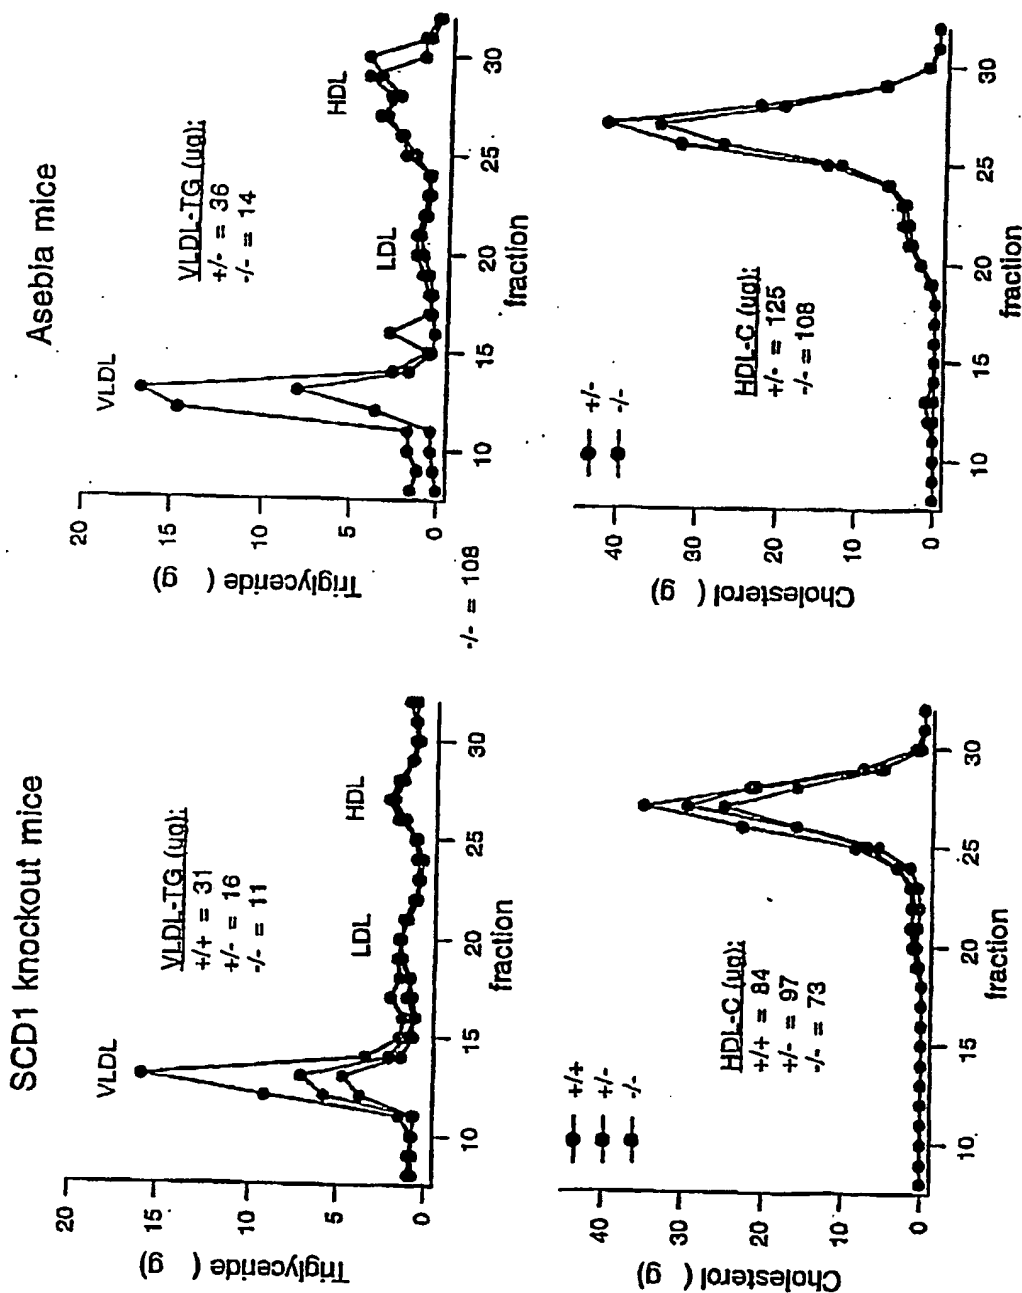 SCD1 knockout mice
Asebia mice
20
15
10
5
0
Triglyceride ( g)
VLDL
LDL
HDL
VLDL-TG (ug):
+/+ = 31
+/- = 16
-/- = 11
10
15
20
25
30
fraction
20
15
10
5
0
Triglyceride ( g)
VLDL
LDL
HDL
VLDL-TG (ug):
+/- = 36
-/- = 14
10
15
20
25
30
fraction
-/- = 108
40
30
20
10
0
Cholesterol ( g)
+/+
+/-
-/-
HDL-C (ug):
+/+ = 84
+/- = 97
-/- = 73
10
15
20
25
30
fraction
40
30
20
10
0
Cholesterol ( g)
+/-
-/-
HDL-C (ug):
+/- = 125
-/- = 108
10
15
20
25
30
fraction